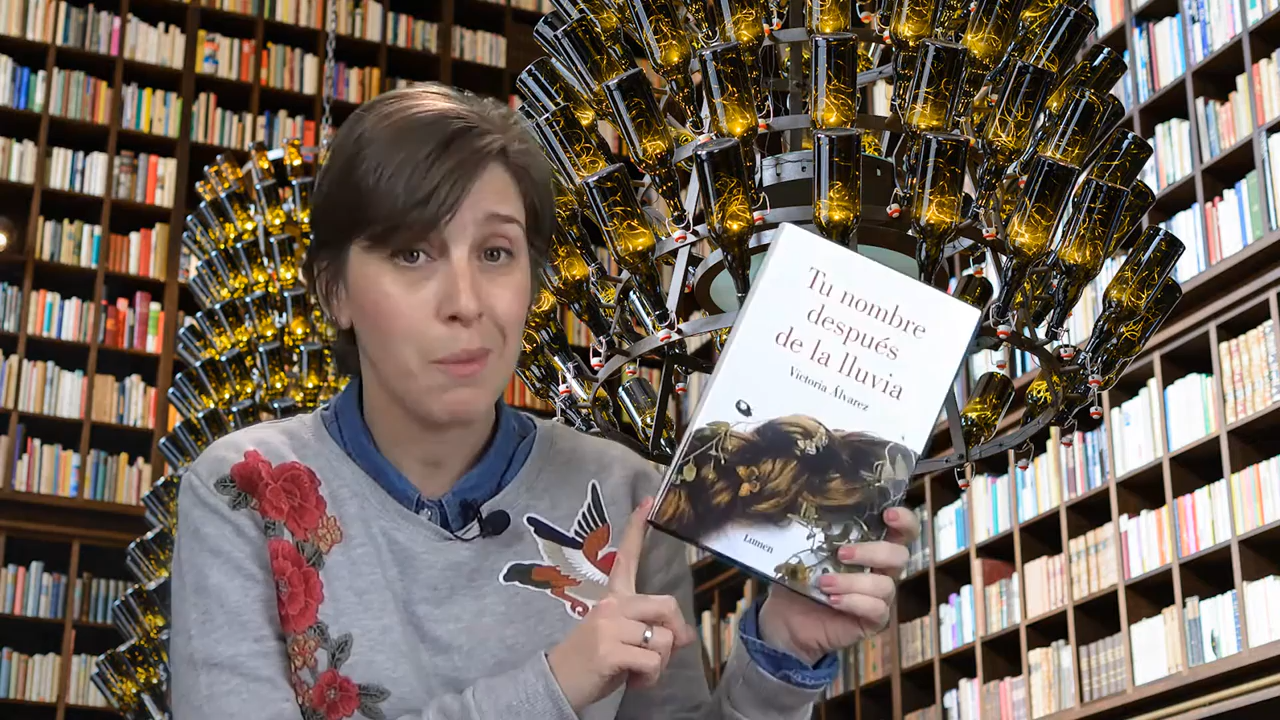 Tu nombre
después
de la lluvia
Victoria Álvarez
Lumen